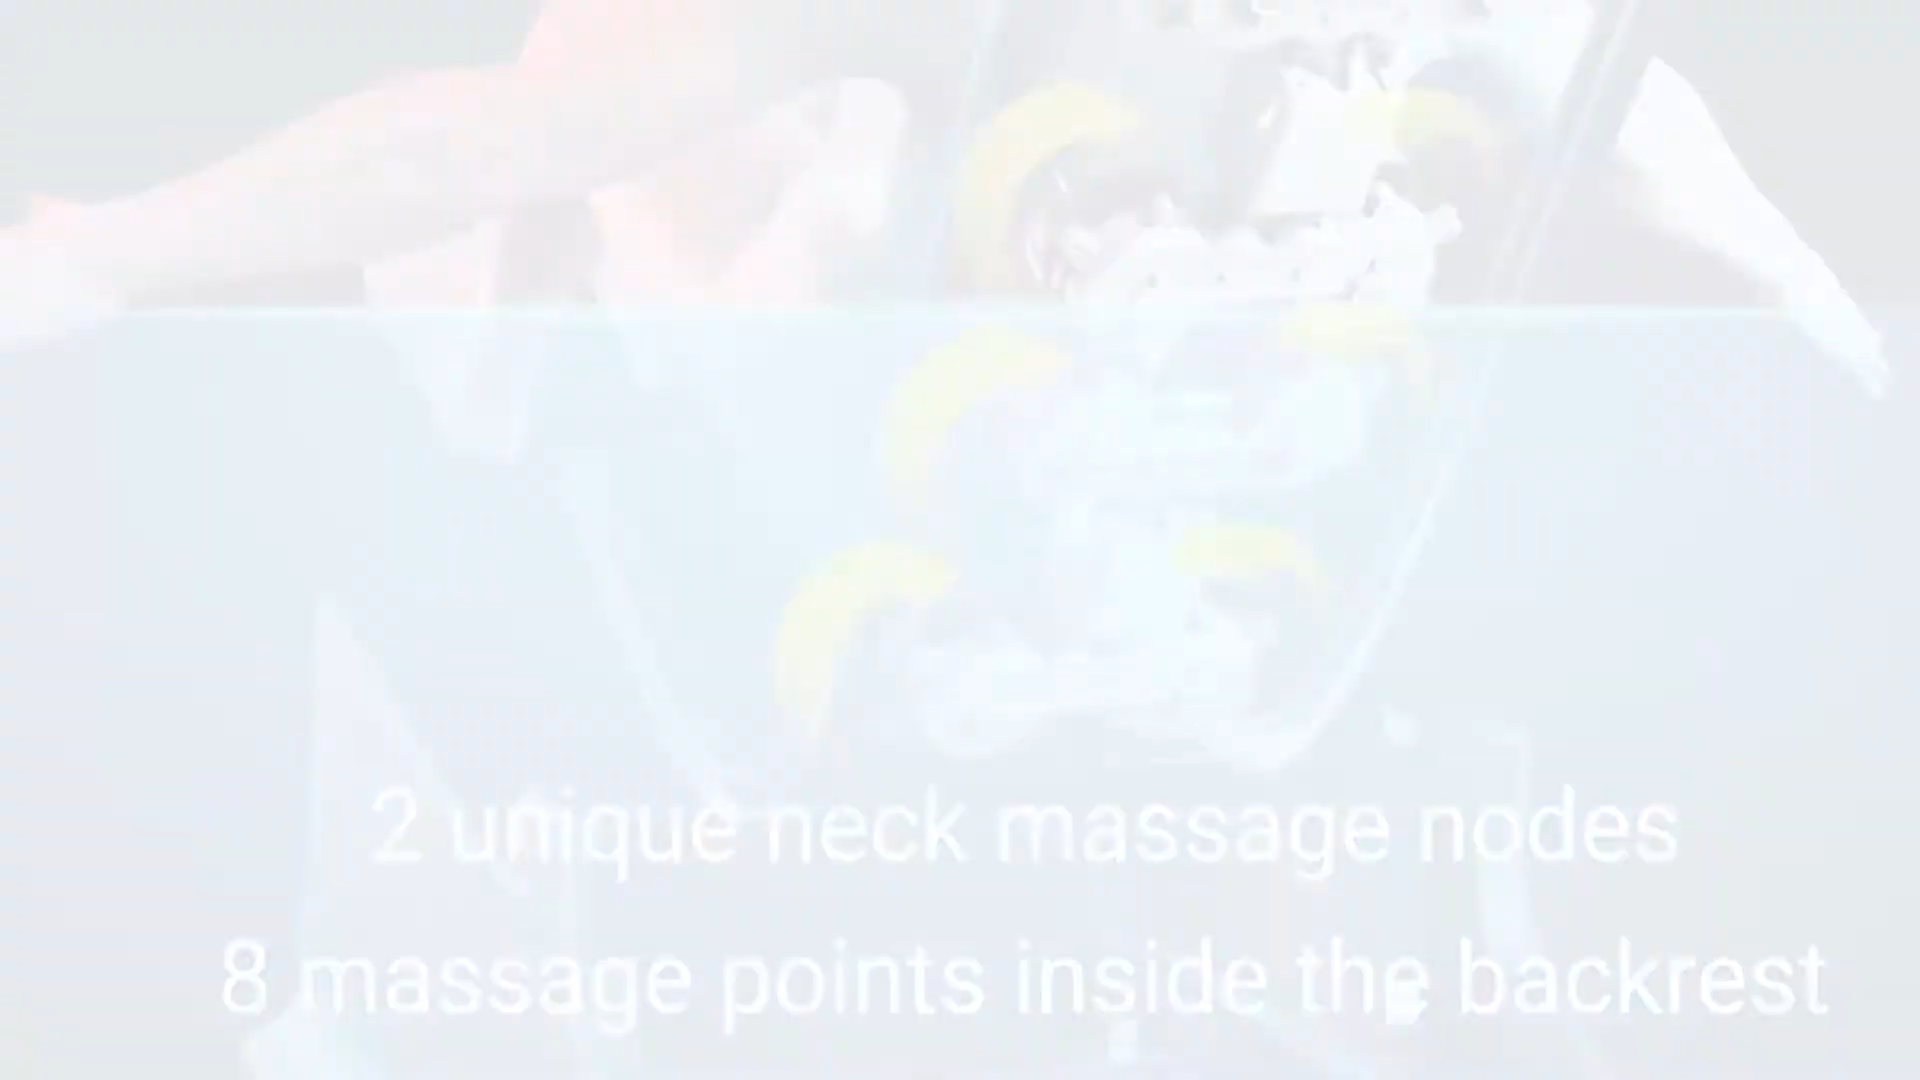 2 unique neck massage nodes
8 massage points inside the backrest